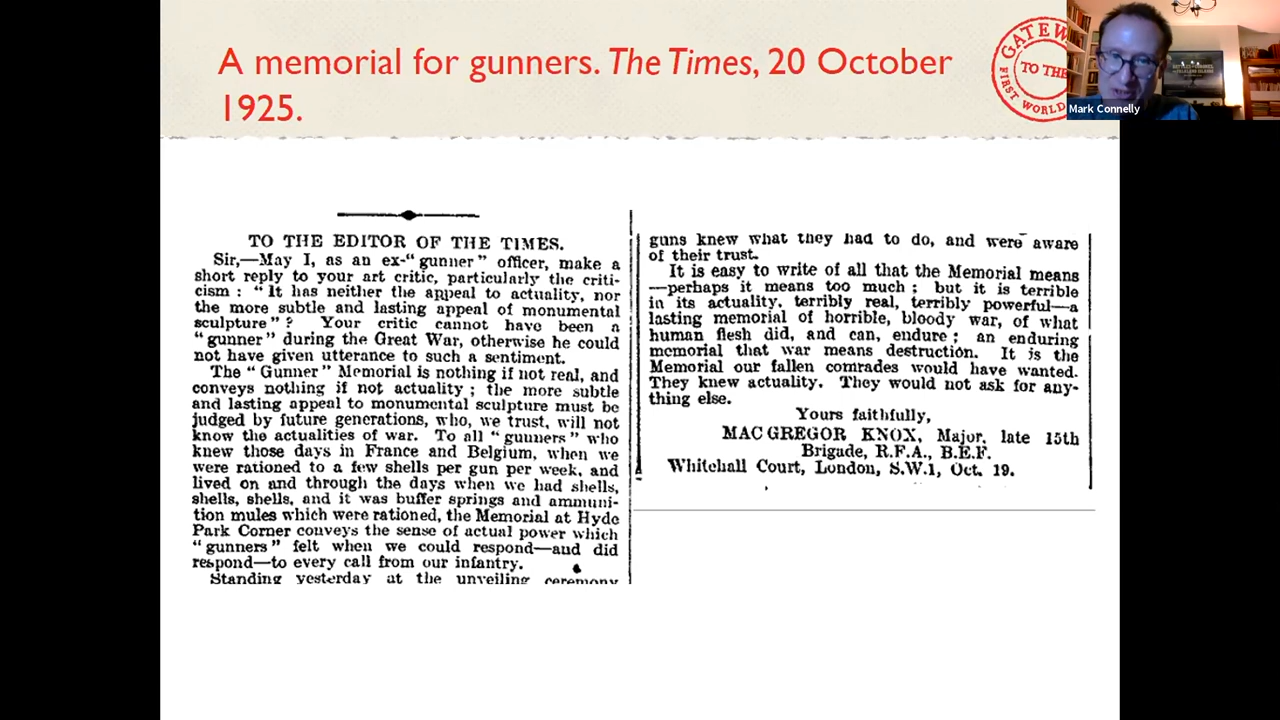 A memorial for gunners. The Times, 20 October
1925.
GATEW
TO THE
FIRST WORLD
Mark Connelly
TO THE EDITOR OF THE TIMES.
Sir,—May I, as an ex-“gunner” officer, make a
short reply to your art critic, particularly the criti-
cism : “It has neither the appeal to actuality, nor
the more subtle and lasting appeal of monumental
sculpture” ? Your critic cannot have been a
“gunner” during the Great War, otherwise he could
not have given utterance to such a sentiment.
The “Gunner” Memorial is nothing if not real, and
conveys nothing if not actuality ; the more subtle
and lasting appeal to monumental sculpture must be
judged by future generations, who, we trust, will not
know the actualities of war. To all “gunners” who
knew those days in France and Belgium, when we
were rationed to a few shells per gun per week, and
lived on and through the days when we had shells,
shells, shells, and it was buffer springs and ammuni-
tion mules which were rationed, the Memorial at Hyde
Park Corner conveys the sense of actual power which
“gunners” felt when we could respond—and did
respond—to every call from our infantry.
Standing yesterday at the unveiling ceremony
guns knew what they had to do, and were aware
of their trust.
It is easy to write of all that the Memorial means
—perhaps it means too much ; but it is terrible
in its actuality, terribly real, terribly powerful—a
lasting memorial of horrible, bloody war, of what
human flesh did, and can, endure ; an enduring
memorial that war means destruction. It is the
Memorial our fallen comrades would have wanted.
They knew actuality. They would not ask for any-
thing else.
Yours faithfully,
MAC GREGOR KNOX, Major, late 15th
Brigade, R.F.A., B.E.F.
Whitehall Court, London, S.W.1, Oct. 19.